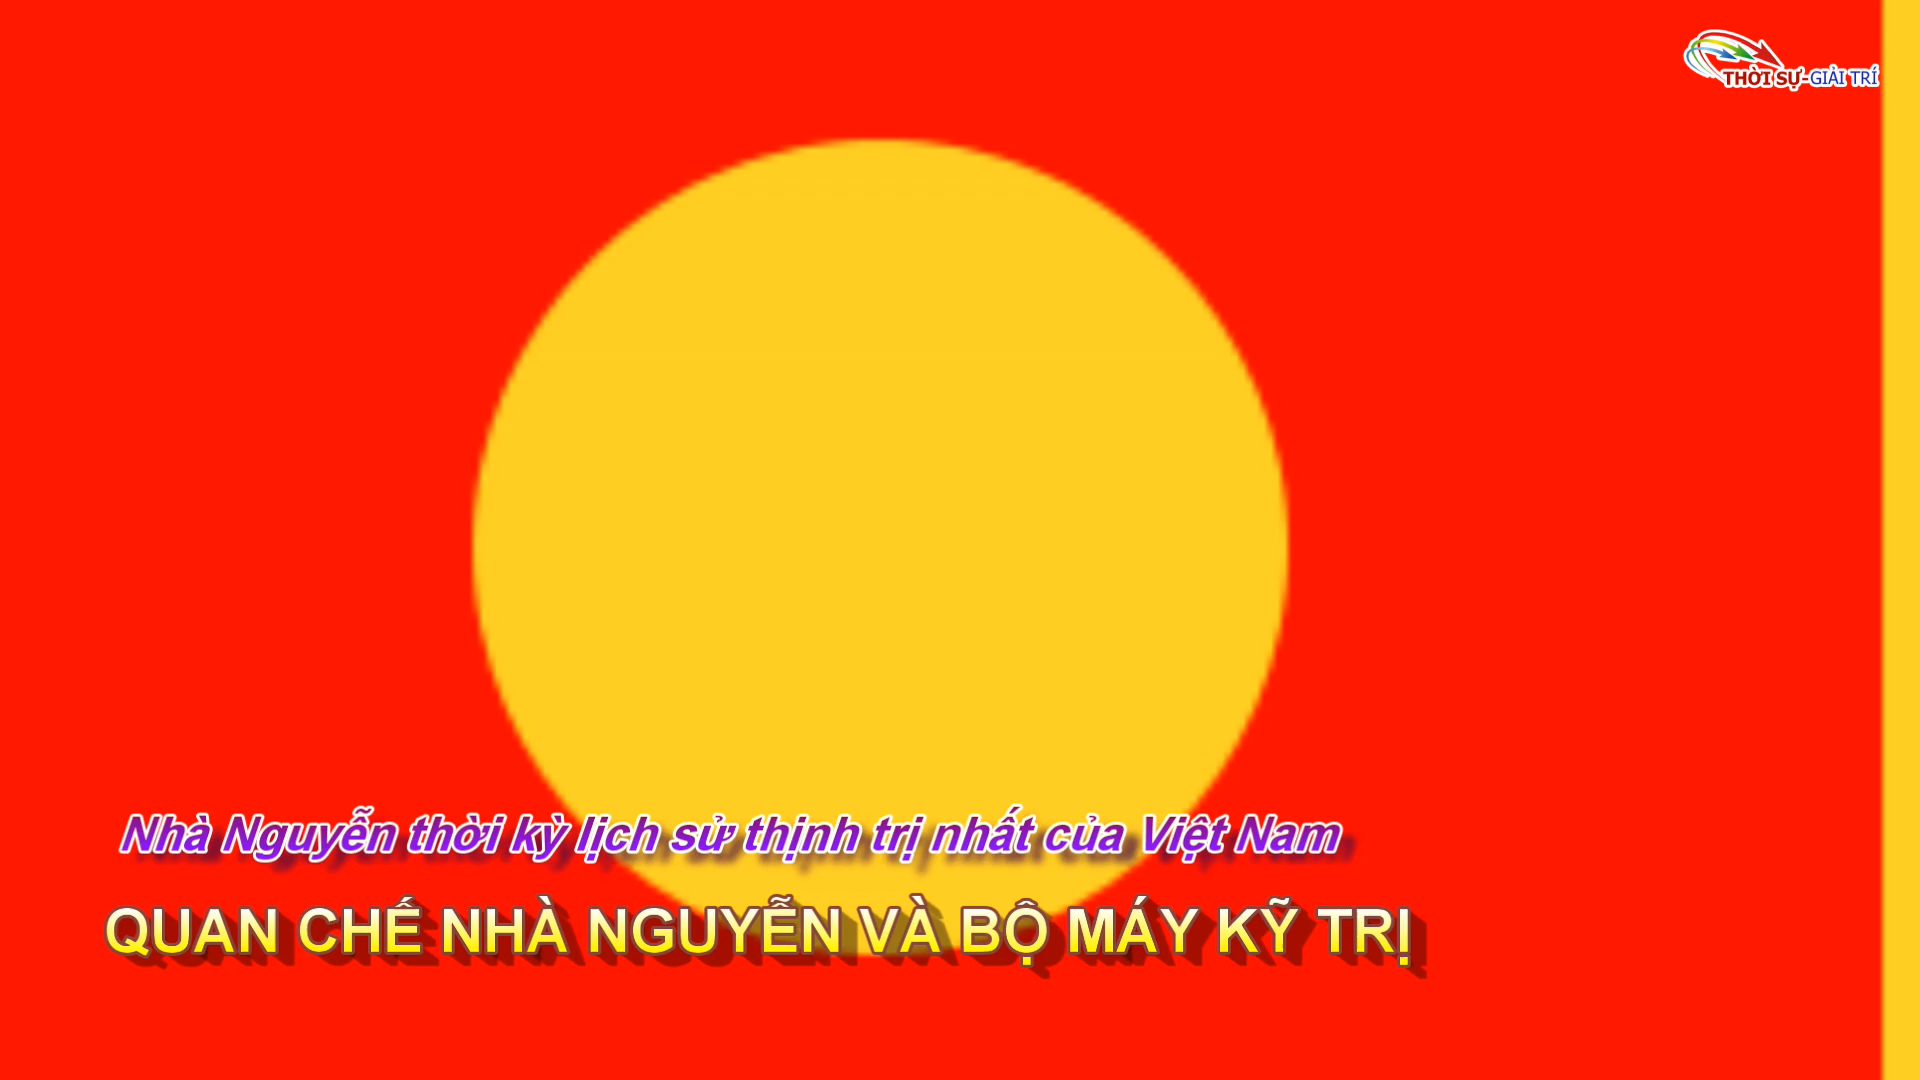 THỜI SỰ-GIẢI TRÍ
Nhà Nguyễn thời kỳ lịch sử thịnh trị nhất của Việt Nam
QUAN CHẾ NHÀ NGUYỄN VÀ BỘ MÁY KỸ TRỊ